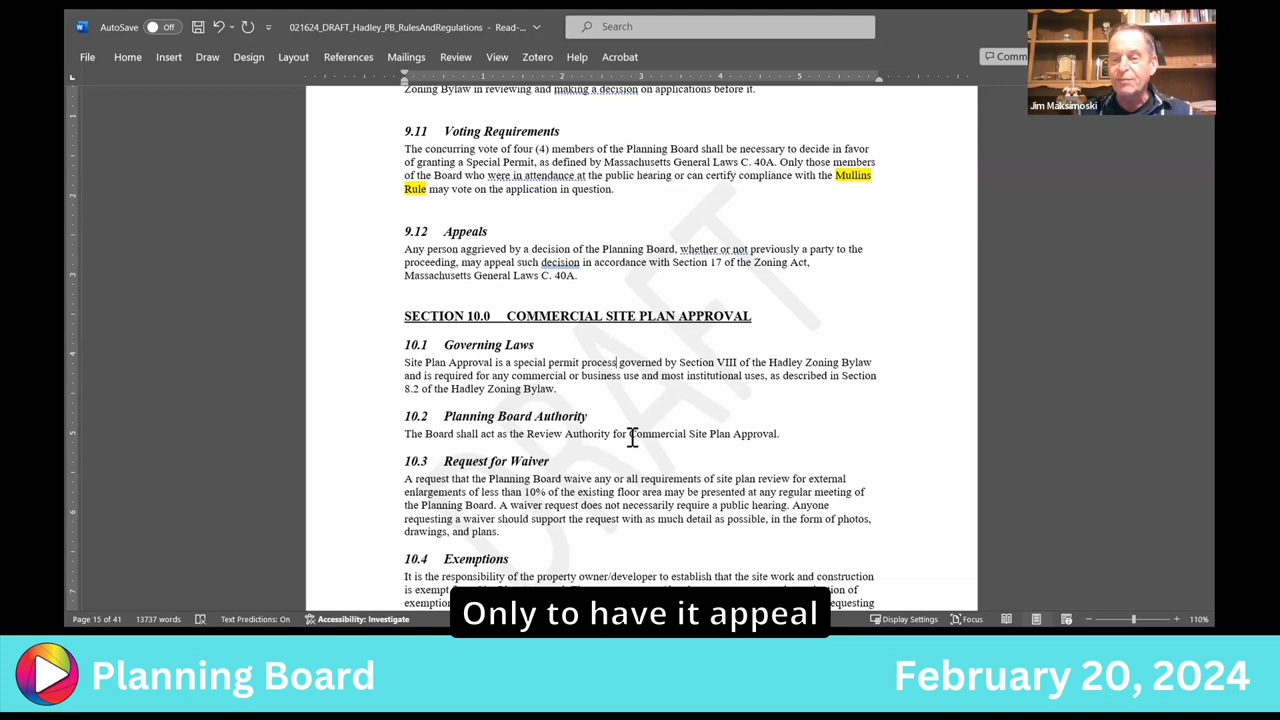 AutoSave Off 021624_DRAFT_Hadley_PB_RulesAndRegulations - Read-... Search
File Home Insert Draw Design Layout References Mailings Review View Zotero Help Acrobat Comm
Jim Maksimoski
1 2 3 4 5
Zoning Bylaw in reviewing and making a decision on applications before it.
9.11 Voting Requirements
The concurring vote of four (4) members of the Planning Board shall be necessary to decide in favor
of granting a Special Permit, as defined by Massachusetts General Laws C. 40A. Only those members
of the Board who were in attendance at the public hearing or can certify compliance with the Mullins
Rule may vote on the application in question.
9.12 Appeals
Any person aggrieved by a decision of the Planning Board, whether or not previously a party to the
proceeding, may appeal such decision in accordance with Section 17 of the Zoning Act,
Massachusetts General Laws C. 40A.
SECTION 10.0 COMMERCIAL SITE PLAN APPROVAL
10.1 Governing Laws
Site Plan Approval is a special permit process governed by Section VIII of the Hadley Zoning Bylaw
and is required for any commercial or business use and most institutional uses, as described in Section
8.2 of the Hadley Zoning Bylaw.
10.2 Planning Board Authority
The Board shall act as the Review Authority for Commercial Site Plan Approval.
10.3 Request for Waiver
A request that the Planning Board waive any or all requirements of site plan review for external
enlargements of less than 10% of the existing floor area may be presented at any regular meeting of
the Planning Board. A waiver request does not necessarily require a public hearing. Anyone
requesting a waiver should support the request with as much detail as possible, in the form of photos,
drawings, and plans.
10.4 Exemptions
It is the responsibility of the property owner/developer to establish that the site work and construction
is exempt
exemption
requesting
DRAFT
Only to have it appeal
Page 15 of 41 13737 words Text Predictions: On Accessibility: Investigate Display Settings Focus 110%
Planning Board February 20, 2024